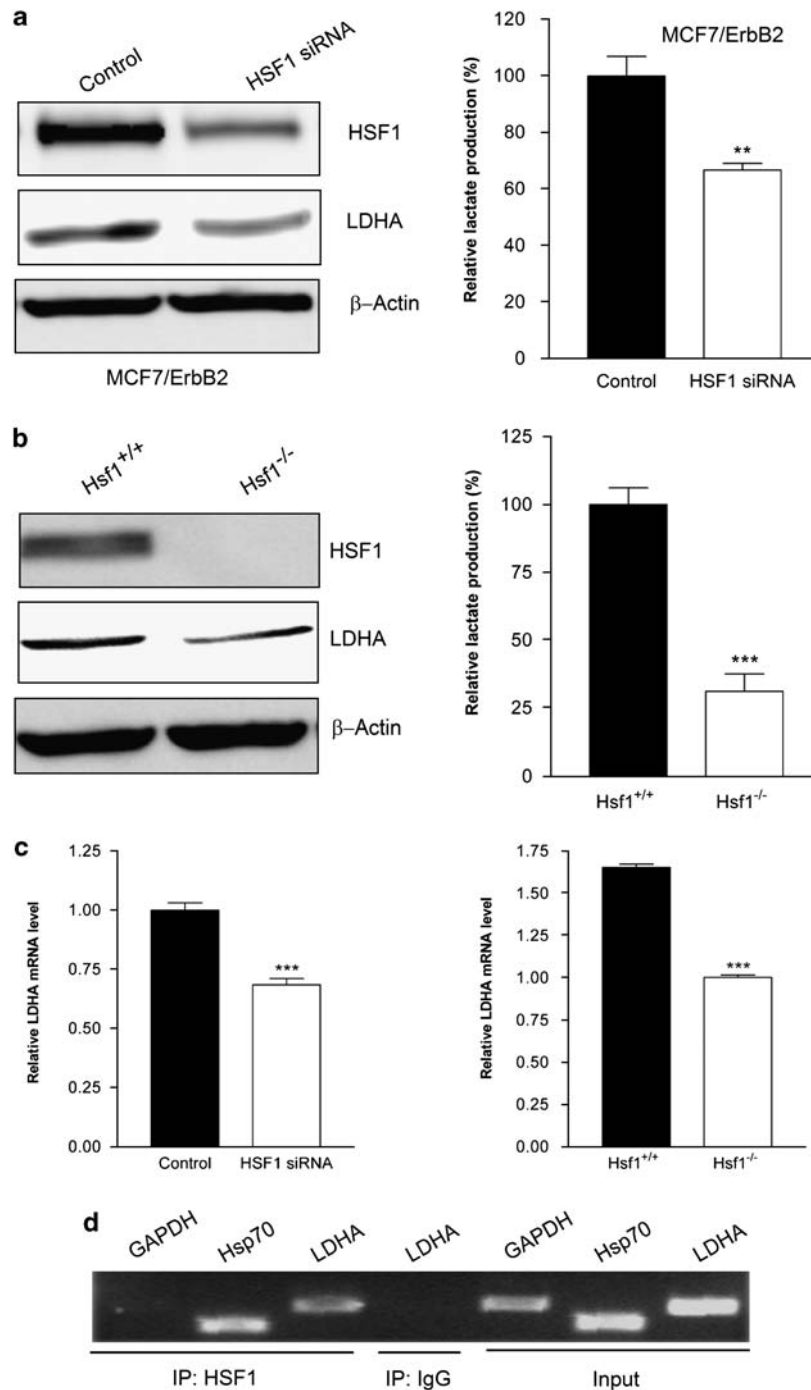 a
Control
HSF1 siRNA
HSF1
LDHA
β–Actin
MCF7/ErbB2
MCF7/ErbB2
Relative lactate production (%)
120
100
80
60
40
20
0
**
Control
HSF1 siRNA
b
Hsf1+/+
Hsf1-/-
HSF1
LDHA
β–Actin
Relative lactate production (%)
125
100
75
50
25
0
***
Hsf1+/+
Hsf1-/-
c
Relative LDHA mRNA level
1.25
1.00
0.75
0.50
0.25
0.00
***
Control
HSF1 siRNA
Relative LDHA mRNA level
1.75
1.50
1.25
1.00
0.75
0.50
0.25
0.00
***
Hsf1+/+
Hsf1-/-
d
GAPDH
Hsp70
LDHA
LDHA
GAPDH
Hsp70
LDHA
IP: HSF1
IP: IgG
Input